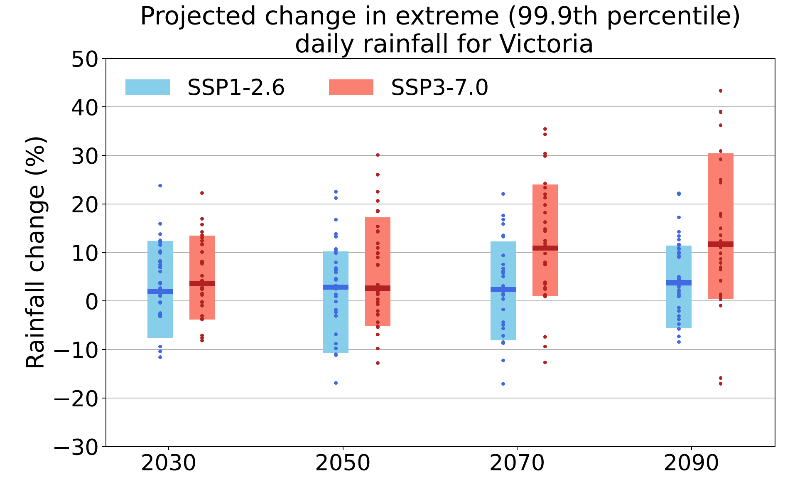 Projected change in extreme (99.9th percentile)
daily rainfall for Victoria
50
SSP1-2.6 SSP3-7.0
40
30
20
10
0
−10
−20
−30
Rainfall change (%)
2030 2050 2070 2090